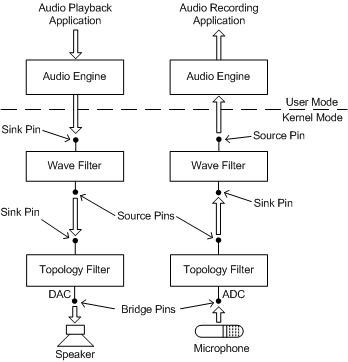 Audio Playback
Application
Audio Recording
Application
Audio Engine
Audio Engine
User Mode
Kernel Mode
Sink Pin
Source Pin
Wave Filter
Wave Filter
Sink Pin
Source Pins
Sink Pin
Topology Filter
Topology Filter
DAC
ADC
Bridge Pins
Speaker
Microphone